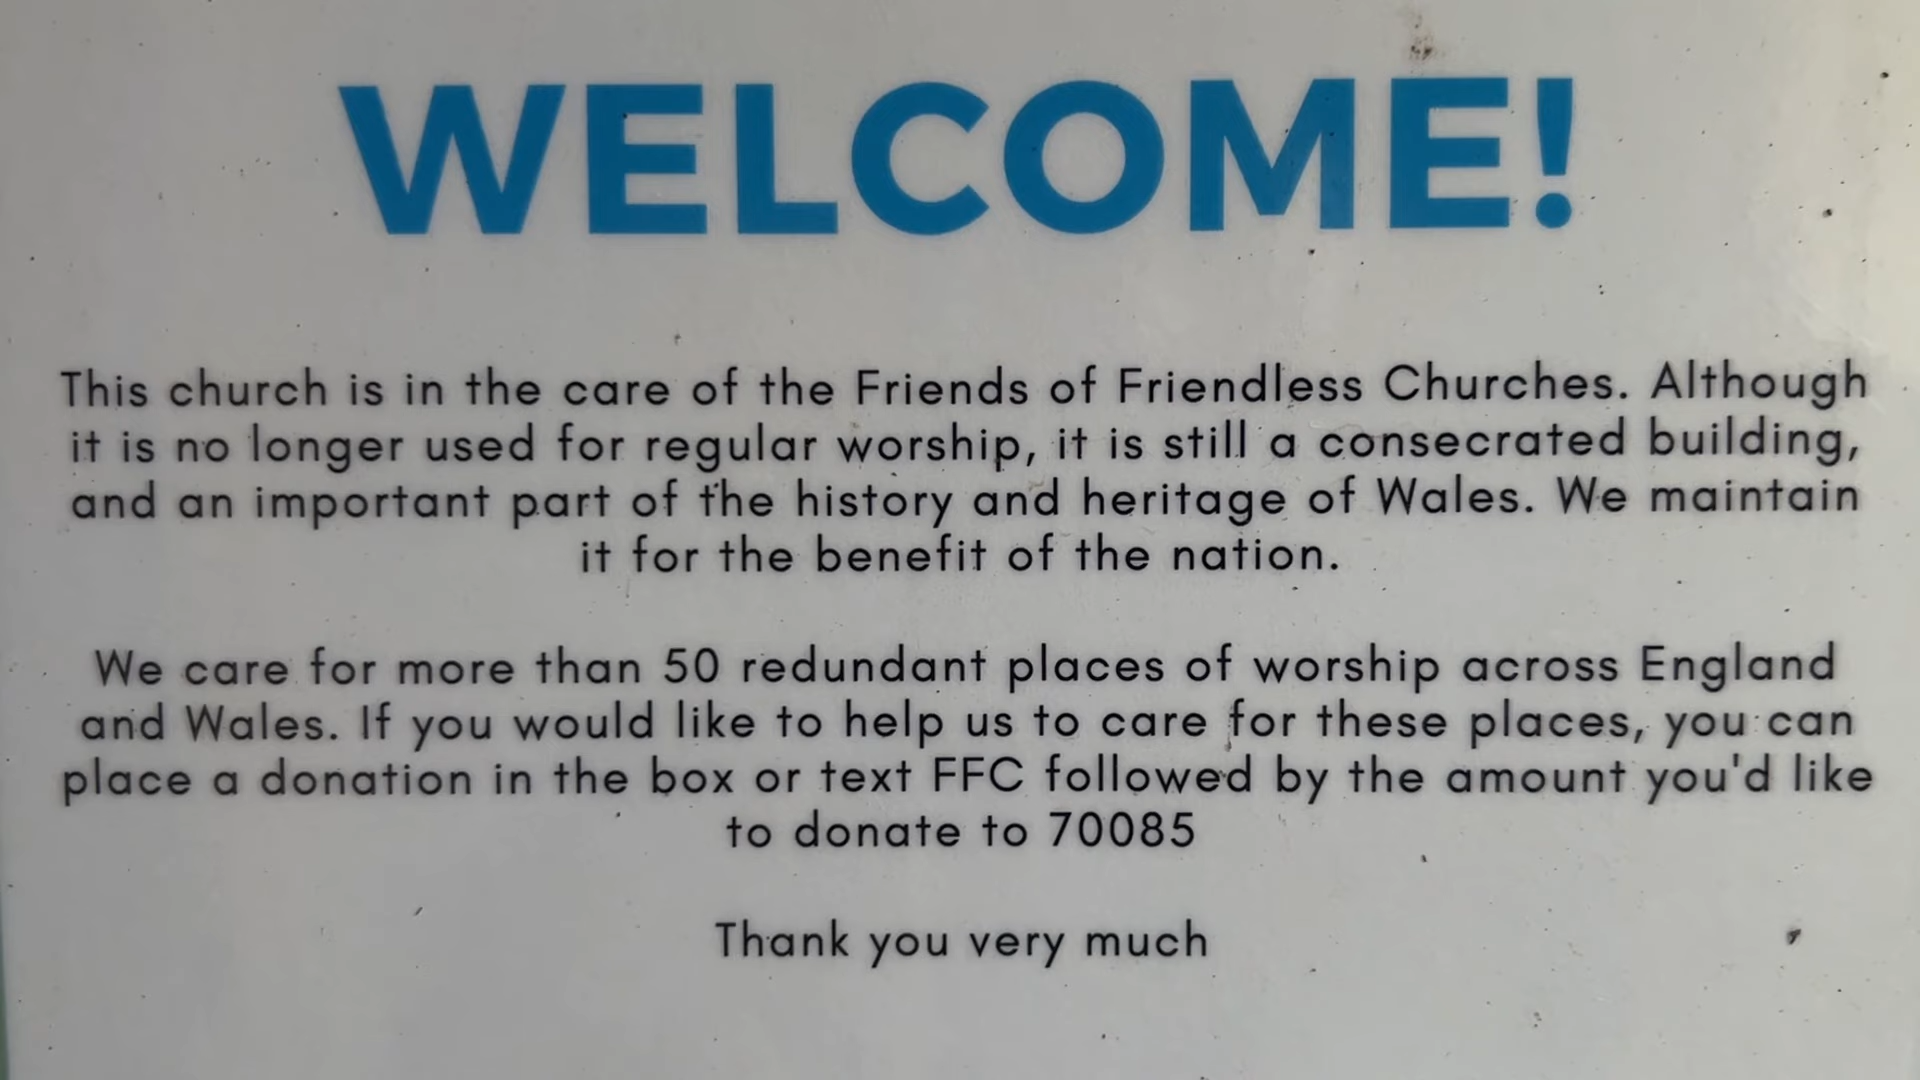 WELCOME!
This church is in the care of the Friends of Friendless Churches. Although
it is no longer used for regular worship, it is still a consecrated building,
and an important part of the history and heritage of Wales. We maintain
it for the benefit of the nation.
We care for more than 50 redundant places of worship across England
and Wales. If you would like to help us to care for these places, you can
place a donation in the box or text FFC followed by the amount you'd like
to donate to 70085
Thank you very much